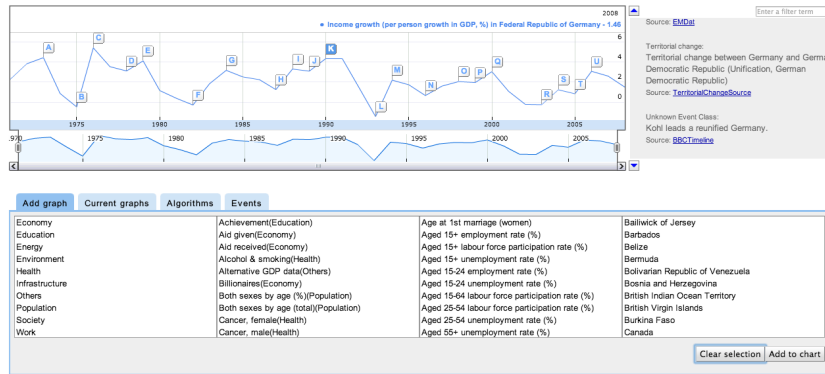 2008
Income growth (per person growth in GDP, %) in Federal Republic of Germany - 1.46
6
4
2
0
A
B
C
D
E
F
G
H
I
J
K
L
M
N
O
P
Q
R
S
T
U
1975
1980
1985
1990
1995
2000
2005
1975
1980
1985
1990
1995
2000
2005
Enter a filter term
Source: EMDat
Territorial change:
Territorial change between Germany and Germa
Democratic Republic (Unification, German
Democratic Republic)
Source: TerritorialChangeSource
Unknown Event Class:
Kohl leads a reunified Germany.
Source: BBCTimeline
Add graph Current graphs Algorithms Events
Economy Achievement(Education) Age at 1st marriage (women) Bailiwick of Jersey
Education Aid given(Economy) Aged 15+ employment rate (%) Barbados
Energy Aid received(Economy) Aged 15+ labour force participation rate (%) Belize
Environment Alcohol & smoking(Health) Aged 15+ unemployment rate (%) Bermuda
Health Alternative GDP data(Others) Aged 15-24 employment rate (%) Bolivarian Republic of Venezuela
Infrastructure Billionaires(Economy) Aged 15-24 unemployment rate (%) Bosnia and Herzegovina
Others Both sexes by age (%)(Population) Aged 15-64 labour force participation rate (%) British Indian Ocean Territory
Population Both sexes by age (total)(Population) Aged 25-54 labour force participation rate (%) British Virgin Islands
Society Cancer, female(Health) Aged 25-54 unemployment rate (%) Burkina Faso
Work Cancer, male(Health) Aged 55+ unemployment rate (%) Canada
Clear selection Add to chart